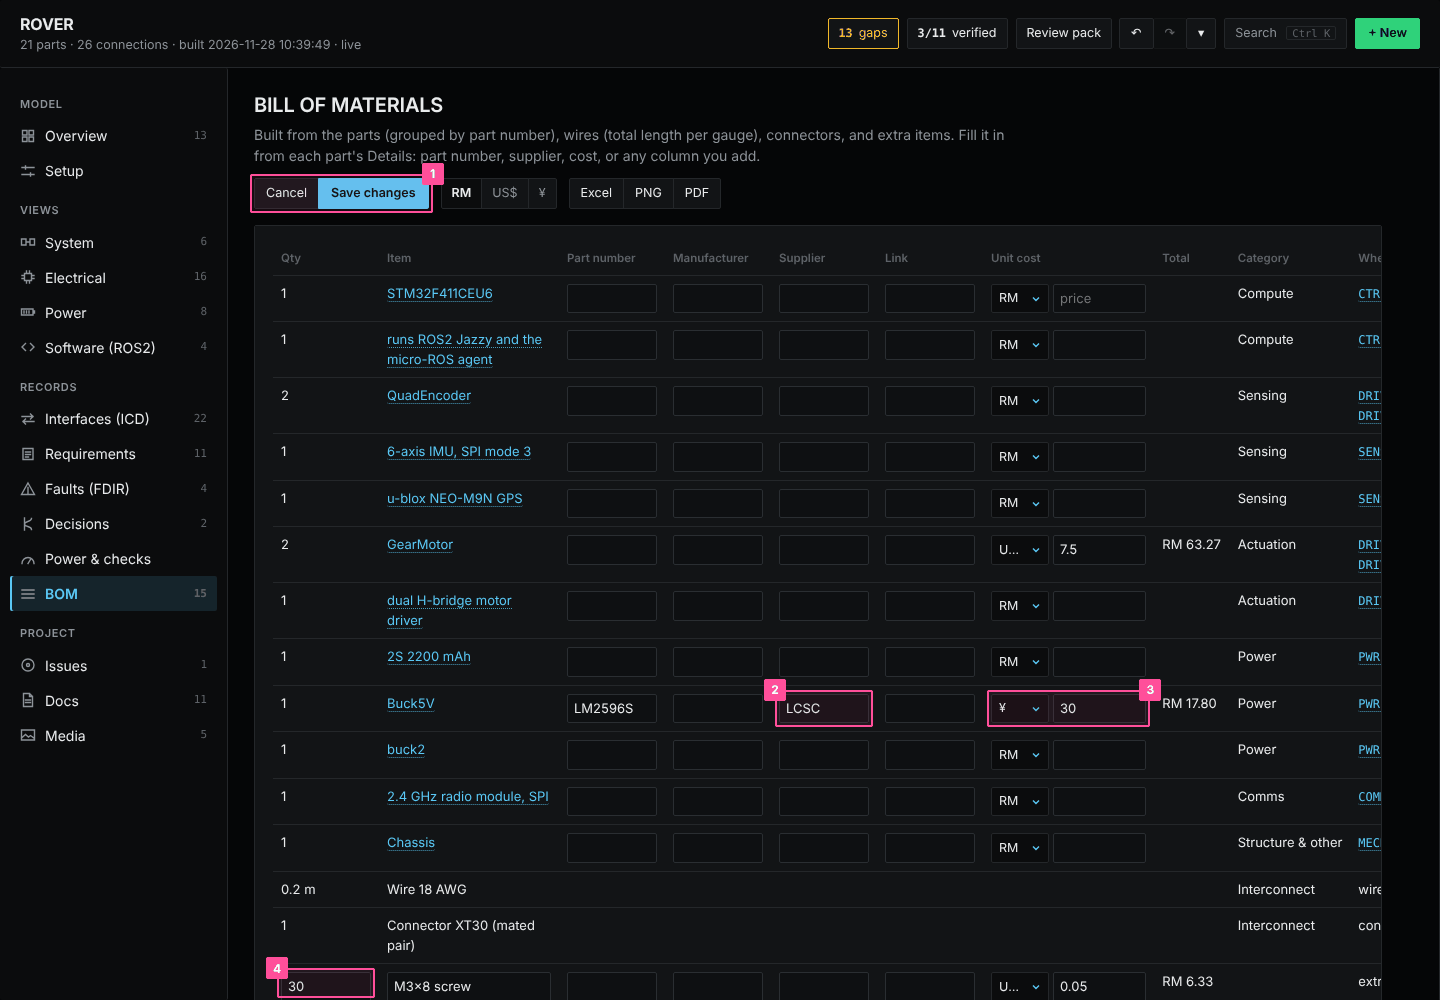 ROVER
21 parts · 26 connections · built 2026-11-28 10:39:49 · live
13 gaps
3/11 verified
Review pack
Search Ctrl K
+ New
MODEL
Overview 13
Setup
VIEWS
System 6
Electrical 16
Power 8
Software (ROS2) 4
RECORDS
Interfaces (ICD) 22
Requirements 11
Faults (FDIR) 4
Decisions 2
Power & checks
BOM 15
PROJECT
Issues 1
Docs 11
Media 5
BILL OF MATERIALS
Built from the parts (grouped by part number), wires (total length per gauge), connectors, and extra items. Fill it in
from each part's Details: part number, supplier, cost, or any column you add.
1
Cancel Save changes RM US$ ¥ Excel PNG PDF
Qty Item Part number Manufacturer Supplier Link Unit cost Total Category Whe
1 STM32F411CEU6 RM price Compute CTR
1 runs ROS2 Jazzy and the RM Compute CTR
micro-ROS agent
2 QuadEncoder RM Sensing DRI
DRI
1 6-axis IMU, SPI mode 3 RM Sensing SEN
1 u-blox NEO-M9N GPS RM Sensing SEN
2 GearMotor U... 7.5 RM 63.27 Actuation DRI
DRI
1 dual H-bridge motor RM Actuation DRI
driver
1 2S 2200 mAh RM Power PWR
2 3
1 Buck5V LM2596S LCSC ¥ 30 RM 17.80 Power PWR
1 buck2 RM Power PWR
1 2.4 GHz radio module, SPI RM Comms COM
1 Chassis RM Structure & other MEC
0.2 m Wire 18 AWG Interconnect wire
1 Connector XT30 (mated Interconnect con
pair)
4
30 M3×8 screw U... 0.05 RM 6.33 extr